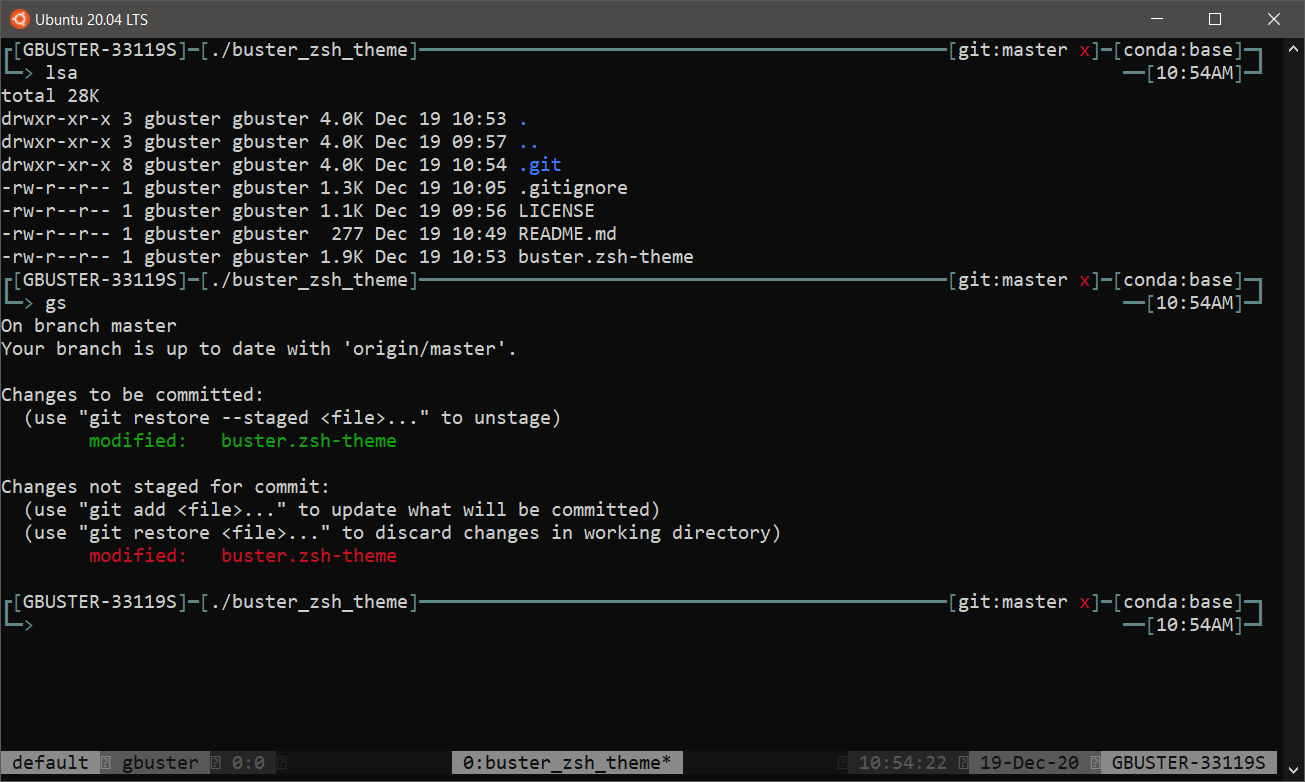 Ubuntu 20.04 LTS
┌[GBUSTER-33119S]─[./buster_zsh_theme]────────────────────────────────────────────────[git:master x]─[conda:base]─┐
└─> lsa ──[10:54AM]─┘
total 28K
drwxr-xr-x 3 gbuster gbuster 4.0K Dec 19 10:53 .
drwxr-xr-x 3 gbuster gbuster 4.0K Dec 19 09:57 ..
drwxr-xr-x 8 gbuster gbuster 4.0K Dec 19 10:54 .git
-rw-r--r-- 1 gbuster gbuster 1.3K Dec 19 10:05 .gitignore
-rw-r--r-- 1 gbuster gbuster 1.1K Dec 19 09:56 LICENSE
-rw-r--r-- 1 gbuster gbuster  277 Dec 19 10:49 README.md
-rw-r--r-- 1 gbuster gbuster 1.9K Dec 19 10:53 buster.zsh-theme
┌[GBUSTER-33119S]─[./buster_zsh_theme]────────────────────────────────────────────────[git:master x]─[conda:base]─┐
└─> gs ──[10:54AM]─┘
On branch master
Your branch is up to date with 'origin/master'.
Changes to be committed:
  (use "git restore --staged <file>..." to unstage)
        modified:   buster.zsh-theme
Changes not staged for commit:
  (use "git add <file>..." to update what will be committed)
  (use "git restore <file>..." to discard changes in working directory)
        modified:   buster.zsh-theme
┌[GBUSTER-33119S]─[./buster_zsh_theme]────────────────────────────────────────────────[git:master x]─[conda:base]─┐
└─> ──[10:54AM]─┘
default gbuster 0:0 0:buster_zsh_theme* 10:54:22 19-Dec-20 GBUSTER-33119S